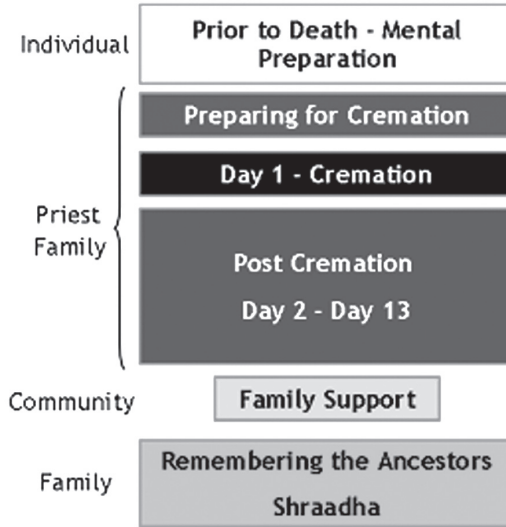 Individual
Prior to Death - Mental
Preparation
Preparing for Cremation
Day 1 - Cremation
Priest
Family
Post Cremation
Day 2 - Day 13
Community
Family Support
Family
Remembering the Ancestors
Shraadha